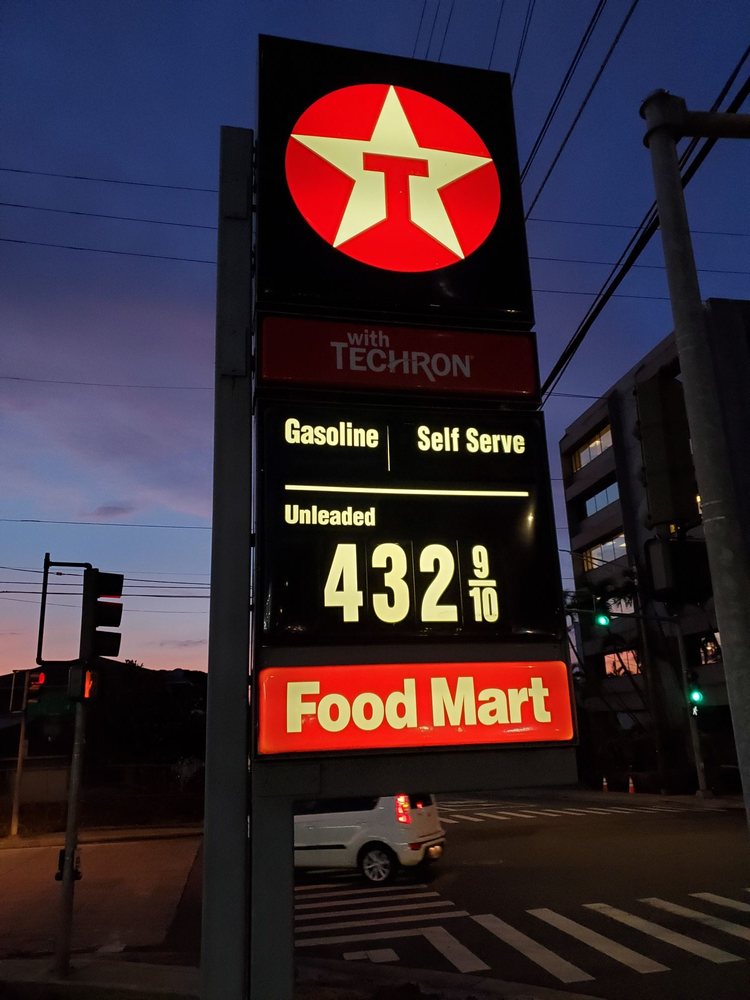 T
with
TECHRON®
Gasoline | Self Serve
Unleaded
432 9/10
Food Mart